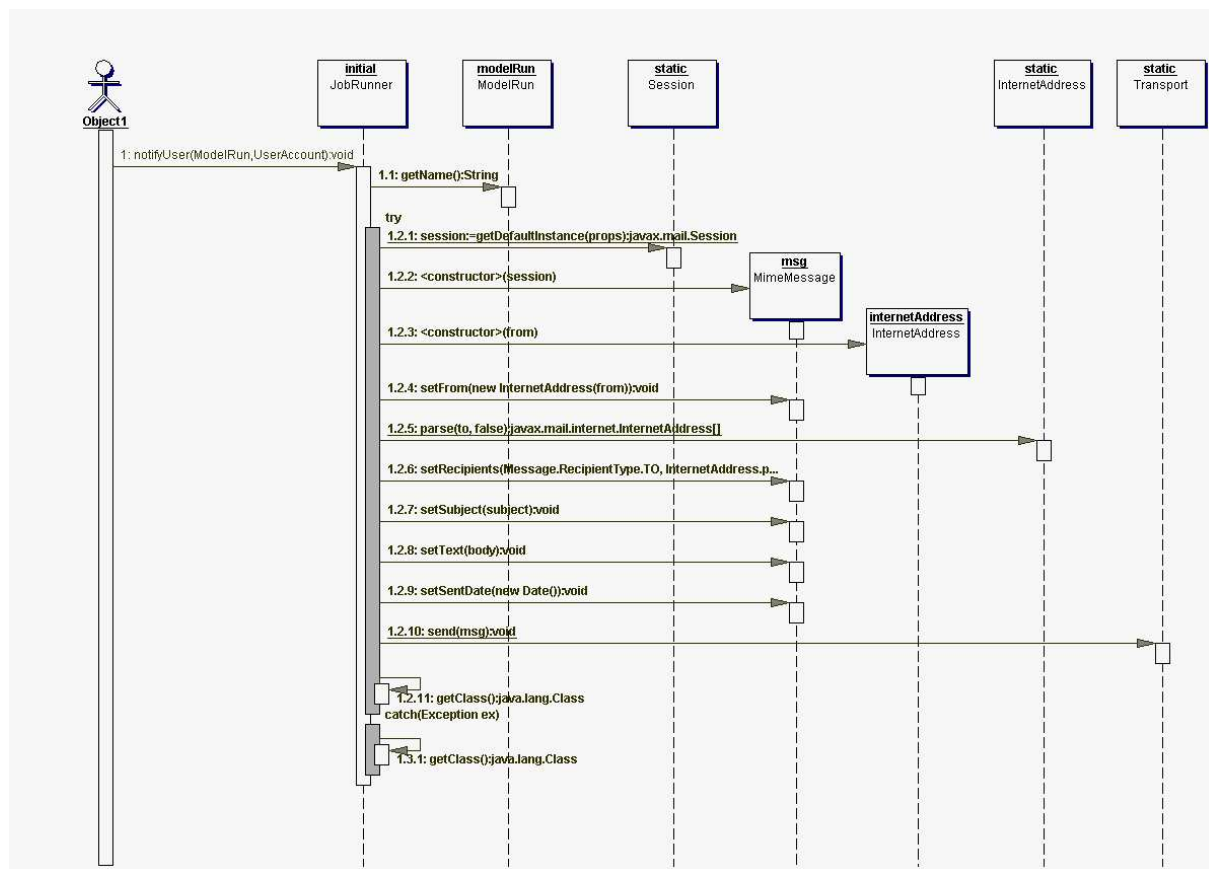 initial
JobRunner
modelRun
ModelRun
static
Session
static
InternetAddress
static
Transport
Object1
1: notifyUser(ModelRun,UserAccount):void
1.1: getName():String
try
1.2.1: session:=getDefaultInstance(props):javax.mail.Session
msg
MimeMessage
1.2.2: <constructor>(session)
internetAddress
InternetAddress
1.2.3: <constructor>(from)
1.2.4: setFrom(new InternetAddress(from)):void
1.2.5: parse(to, false):javax.mail.internet.InternetAddress[]
1.2.6: setRecipients(Message.RecipientType.TO, InternetAddress.p...
1.2.7: setSubject(subject):void
1.2.8: setText(body):void
1.2.9: setSentDate(new Date()):void
1.2.10: send(msg):void
1.2.11: getClass():java.lang.Class
catch(Exception ex)
1.3.1: getClass():java.lang.Class